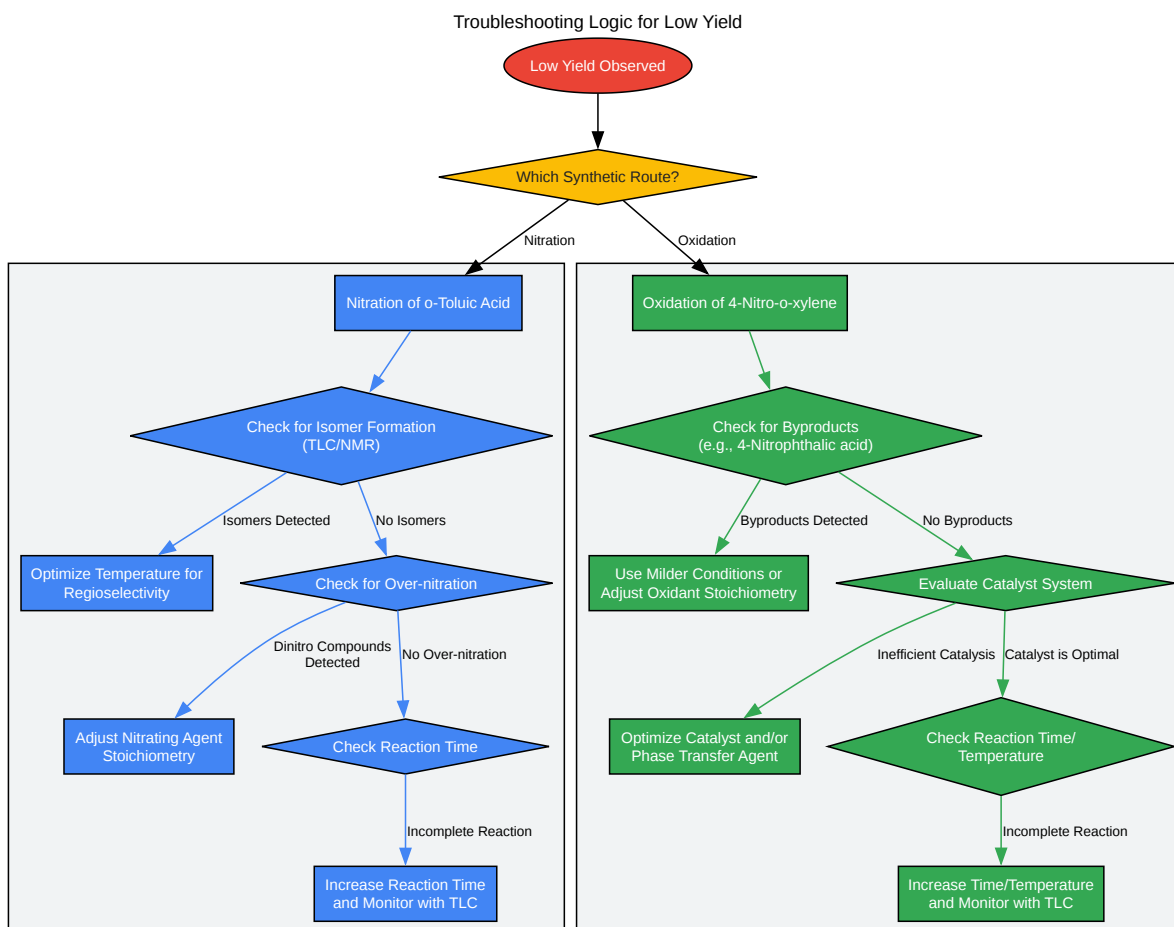 Troubleshooting Logic for Low Yield
Low Yield Observed
Which Synthetic Route?
Nitration
Oxidation
Nitration of o-Toluic Acid
Check for Isomer Formation
(TLC/NMR)
Isomers Detected
No Isomers
Optimize Temperature for
Regioselectivity
Check for Over-nitration
Dinitro Compounds
Detected
No Over-nitration
Adjust Nitrating Agent
Stoichiometry
Check Reaction Time
Incomplete Reaction
Increase Reaction Time
and Monitor with TLC
Oxidation of 4-Nitro-o-xylene
Check for Byproducts
(e.g., 4-Nitrophthalic acid)
Byproducts Detected
No Byproducts
Use Milder Conditions or
Adjust Oxidant Stoichiometry
Evaluate Catalyst System
Inefficient Catalysis
Catalyst is Optimal
Optimize Catalyst and/or
Phase Transfer Agent
Check Reaction Time/
Temperature
Incomplete Reaction
Increase Time/Temperature
and Monitor with TLC